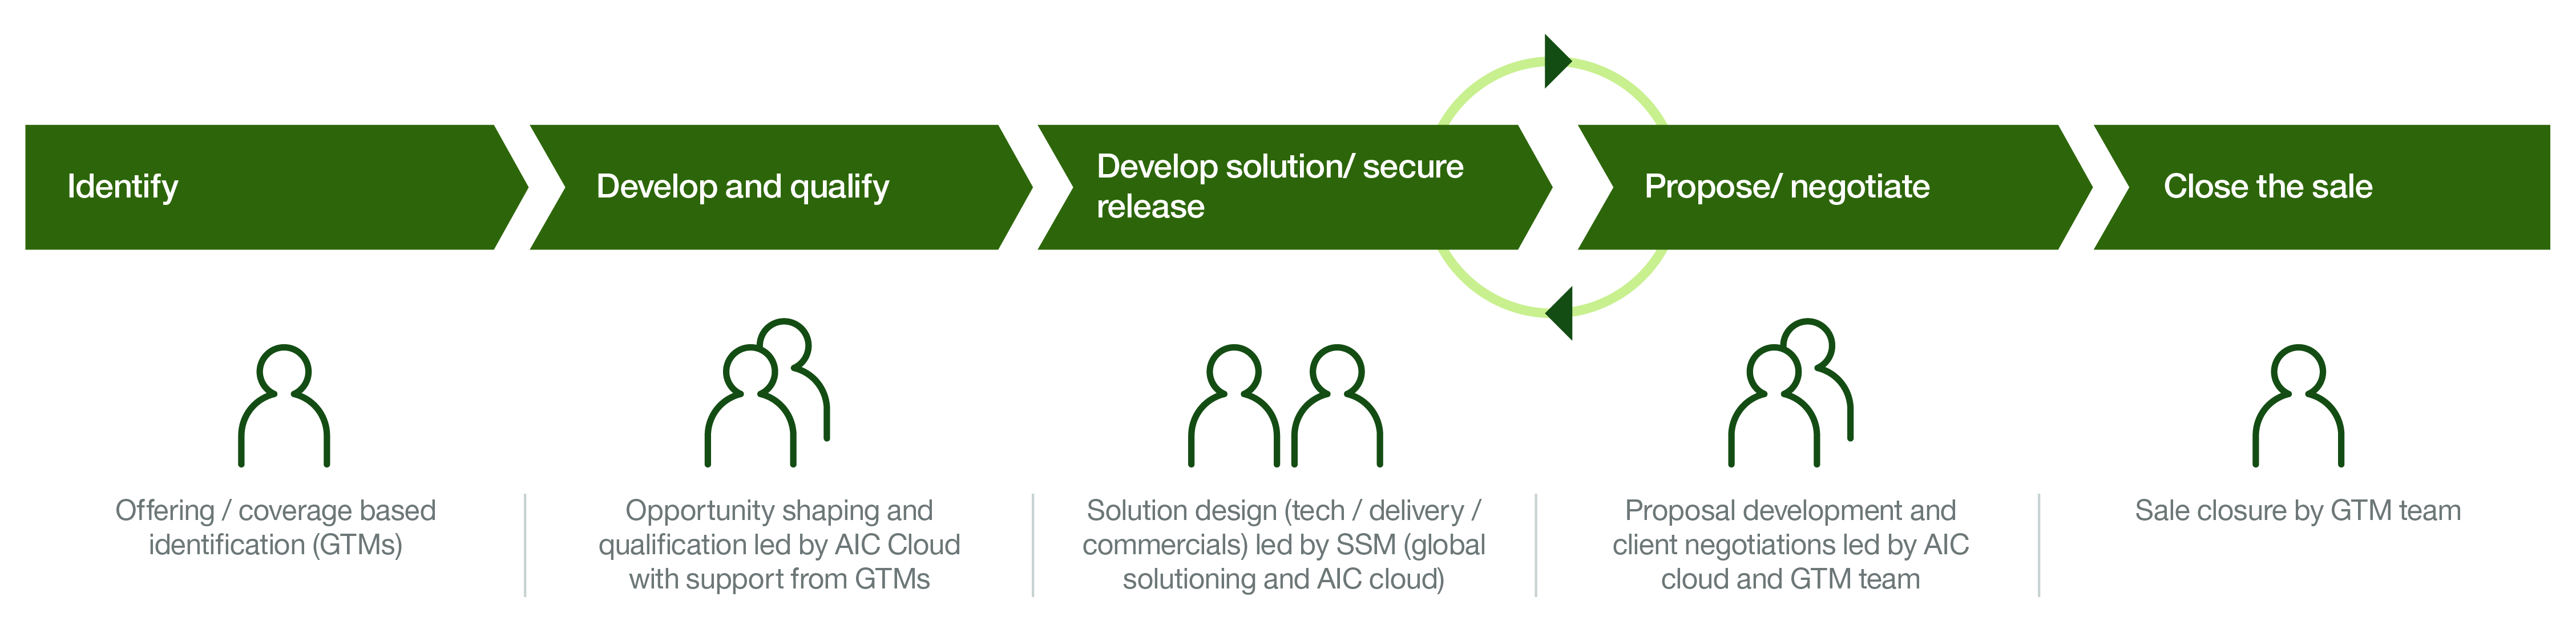 Identify
Develop and qualify
Develop solution/ secure
release
Propose/ negotiate
Close the sale
Offering / coverage based
identification (GTMs)
Opportunity shaping and
qualification led by AIC Cloud
with support from GTMs
Solution design (tech / delivery /
commercials) led by SSM (global
solutioning and AIC cloud)
Proposal development and
client negotiations led by AIC
cloud and GTM team
Sale closure by GTM team